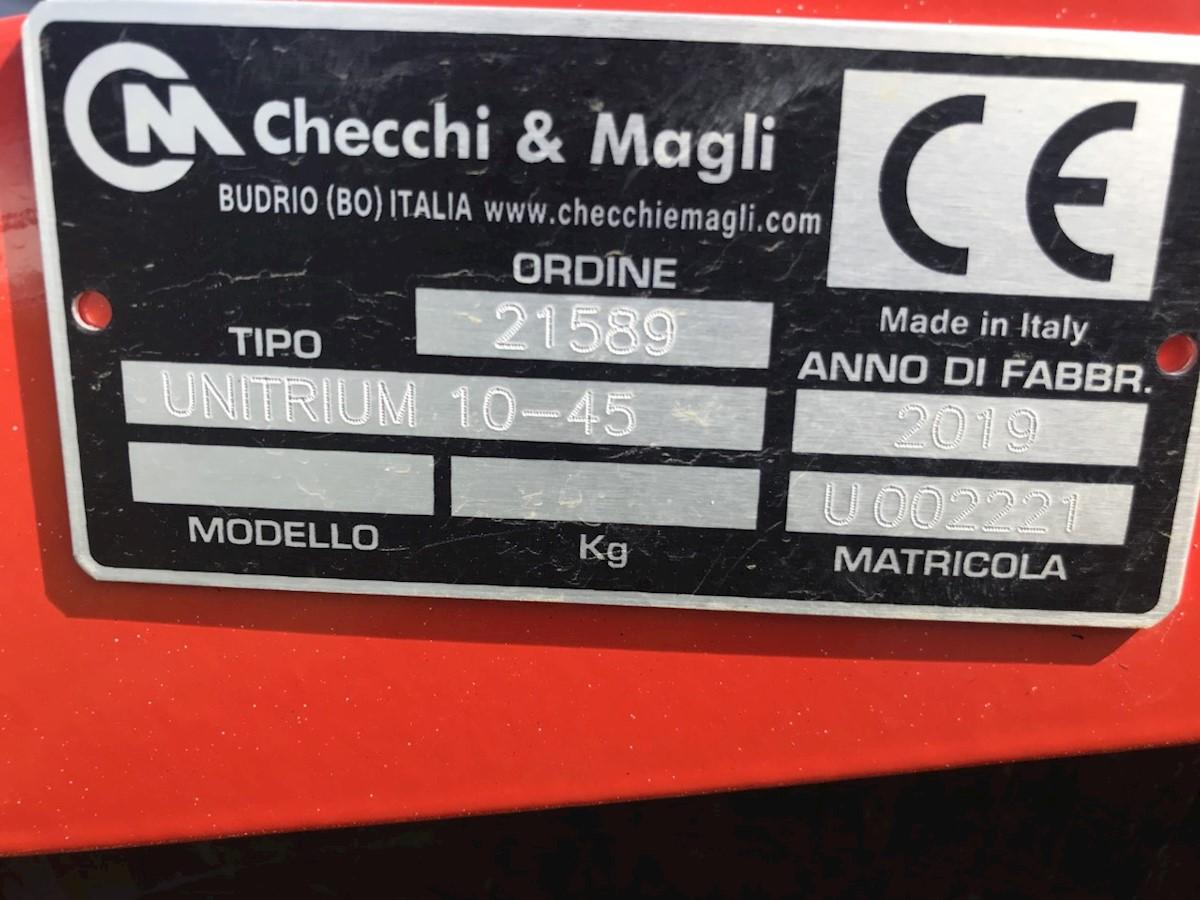 CM Checchi & Magli
BUDRIO (BO) ITALIA www.checchiemagli.com
CE
Made in Italy
ORDINE
21589
TIPO
UNITRIUM 10-45
ANNO DI FABBR.
2019
MODELLO
Kg
U002221
MATRICOLA